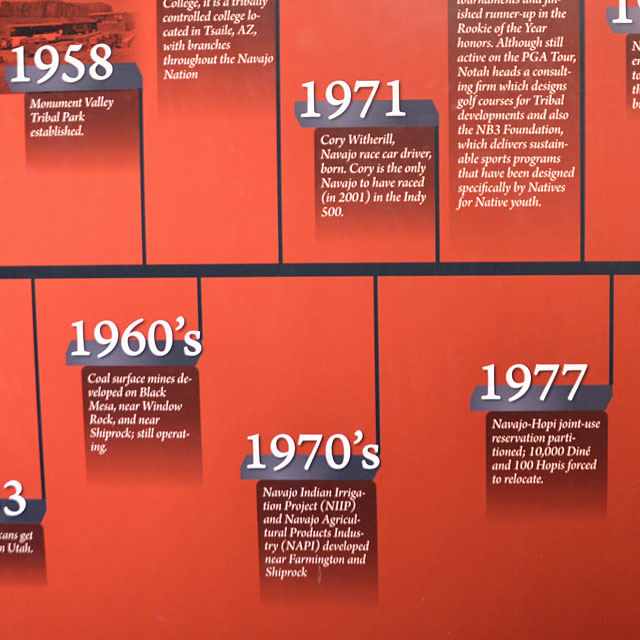 1958
Monument Valley
Tribal Park
established.
College, it is a tribally
controlled college lo-
cated in Tsaile, AZ,
with branches
throughout the Navajo
Nation
1971
Cory Witherill,
Navajo race car driver,
born. Cory is the only
Navajo to have raced
(in 2001) in the Indy
500.
tournaments and fin-
ished runner-up in the
Rookie of the Year
honors. Although still
active on the PGA Tour,
Notah heads a consult-
ing firm which designs
golf courses for Tribal
developments and also
the NB3 Foundation,
which delivers sustain-
able sports programs
that have been designed
specifically by Natives
for Native youth.
3
cans get
n Utah.
1960's
Coal surface mines de-
veloped on Black
Mesa, near Window
Rock, and near
Shiprock; still operat-
ing.
1970's
Navajo Indian Irriga-
tion Project (NIIP)
and Navajo Agricul-
tural Products Indus-
try (NAPI) developed
near Farmington and
Shiprock
1977
Navajo-Hopi joint-use
reservation parti-
tioned; 10,000 Diné
and 100 Hopis forced
to relocate.